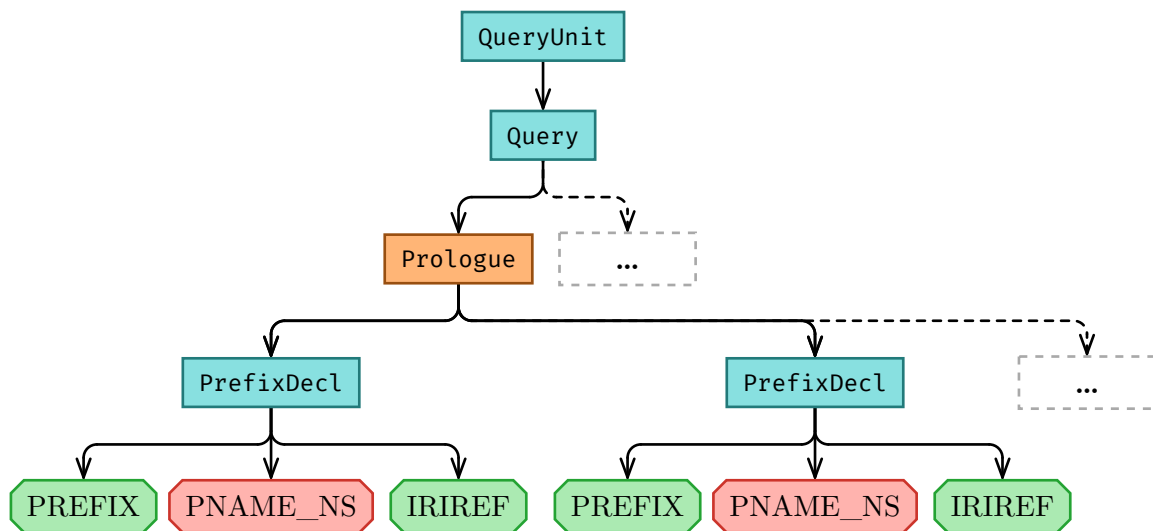 QueryUnit
Query
Prologue
...
PrefixDecl
PrefixDecl
...
PREFIX
PNAME_NS
IRIREF
PREFIX
PNAME_NS
IRIREF